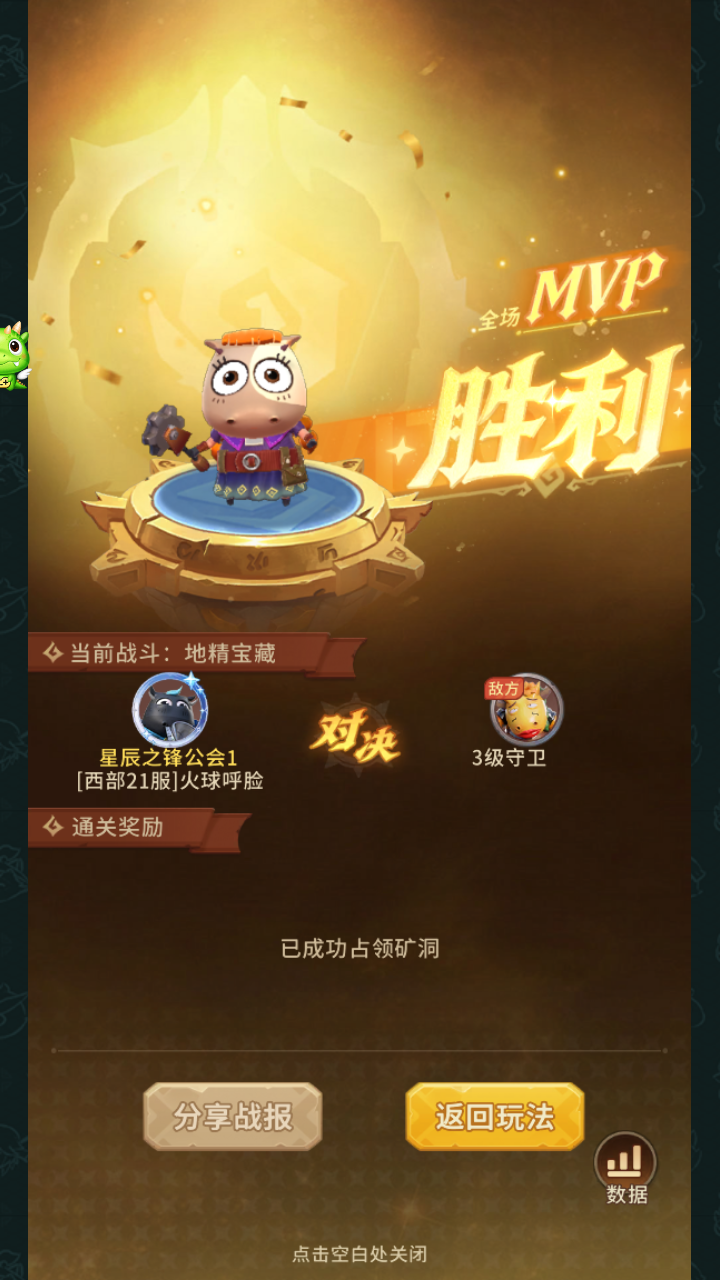 全场 MVP
胜利
当前战斗：地精宝藏
敌方
对决
星辰之锋公会1
3级守卫
[西部21服]火球呼脸
通关奖励
已成功占领矿洞
分享战报
返回玩法
数据
点击空白处关闭